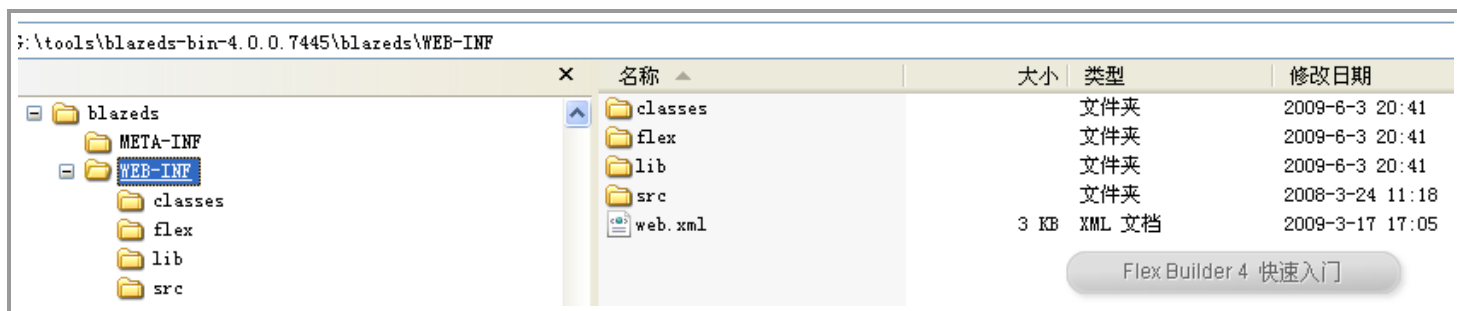 :\tools\blazeds-bin-4.0.0.7445\blazeds\WEB-INF
名称 大小 类型 修改日期
blazeds
META-INF
WEB-INF
classes
flex
lib
src
classes 文件夹 2009-6-3 20:41
flex 文件夹 2009-6-3 20:41
lib 文件夹 2009-6-3 20:41
src 文件夹 2008-3-24 11:18
web.xml 3 KB XML 文档 2009-3-17 17:05
Flex Builder 4 快速入门